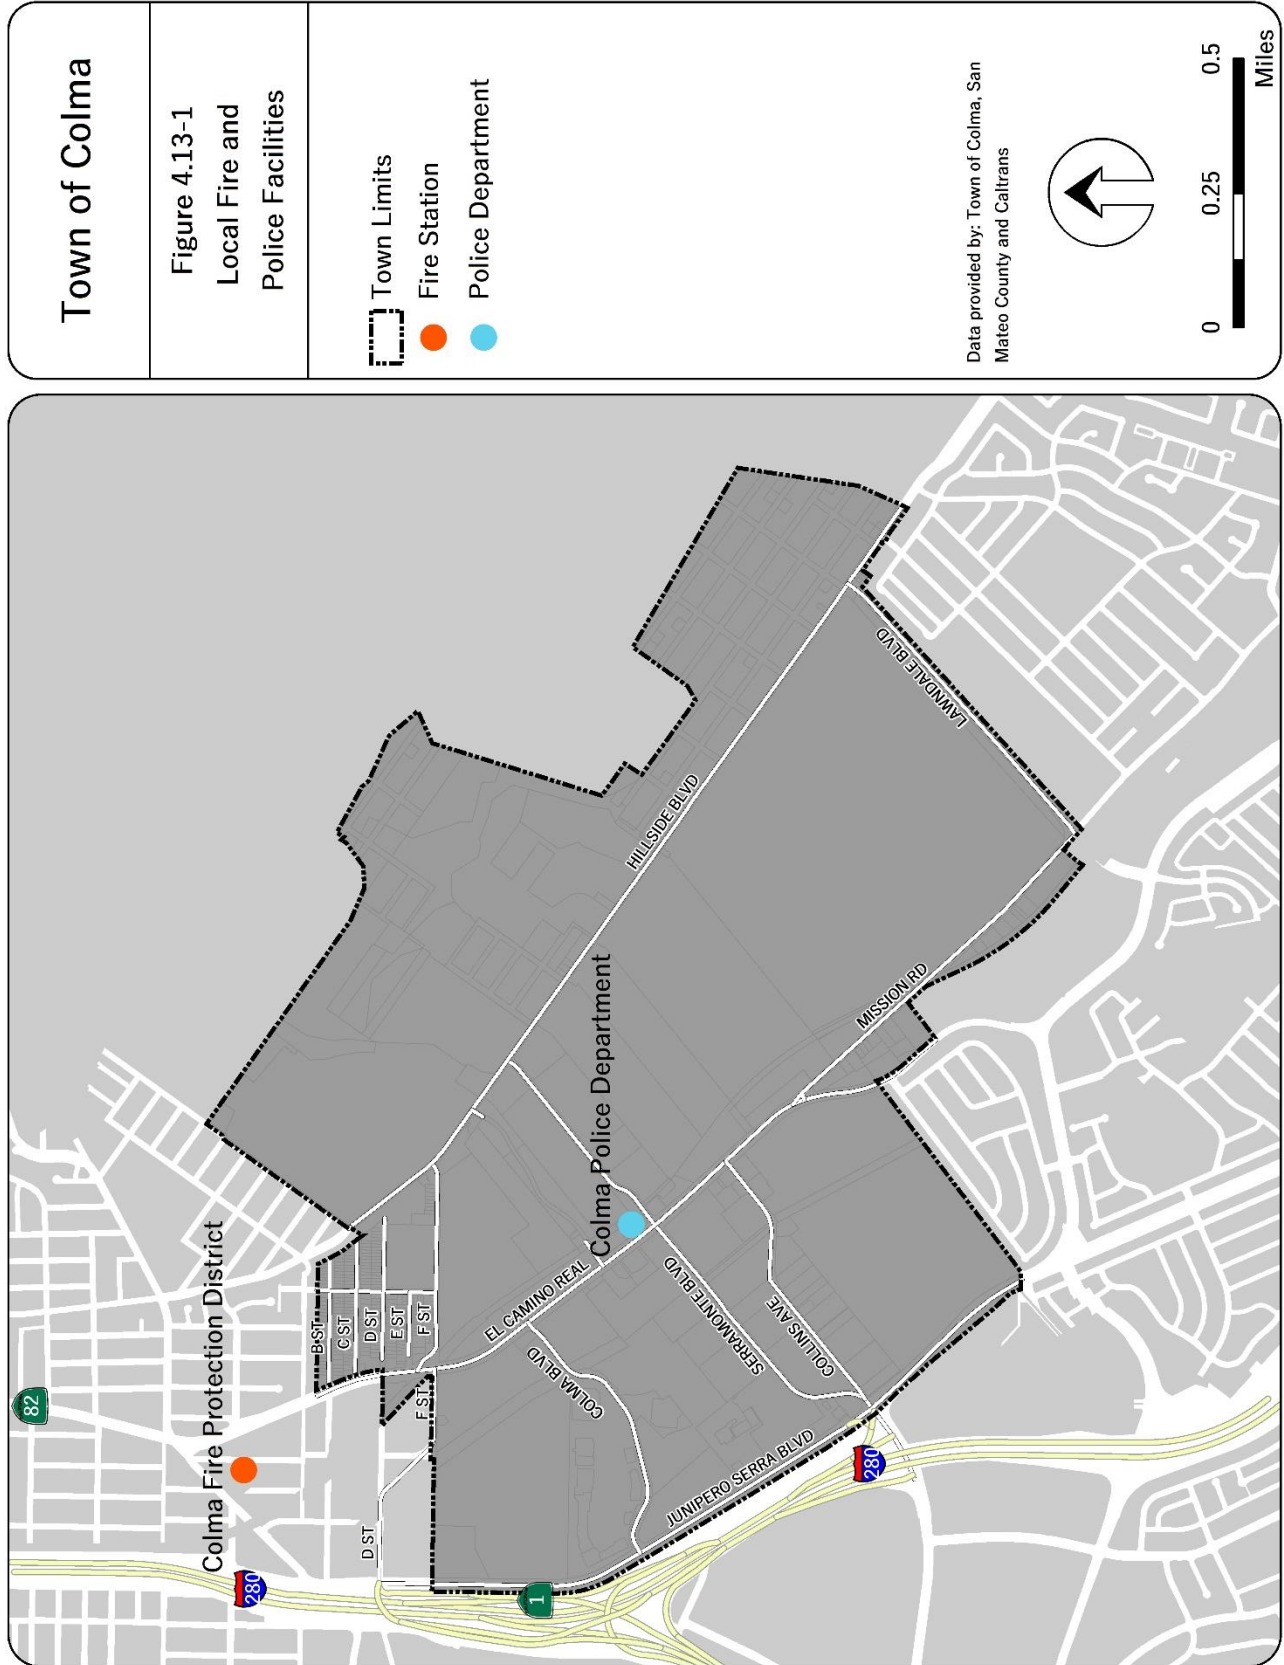 Town of Colma
Figure 4.13-1
Local Fire and
Police Facilities
Town Limits
Fire Station
Police Department
Data provided by: Town of Colma, San
Mateo County and Caltrans
0
0.25
0.5
Miles
82
Colma Fire Protection District
280
B ST
C ST
D ST
E ST
F ST
F ST
D ST
1
EL CAMINO REAL
COLMA BLVD
Colma Police Department
SERRAMONTE BLVD
COLLINS AVE
JUNIPERO SERRA BLVD
280
HILLSIDE BLVD
MISSION RD
LAWNDALE BLVD